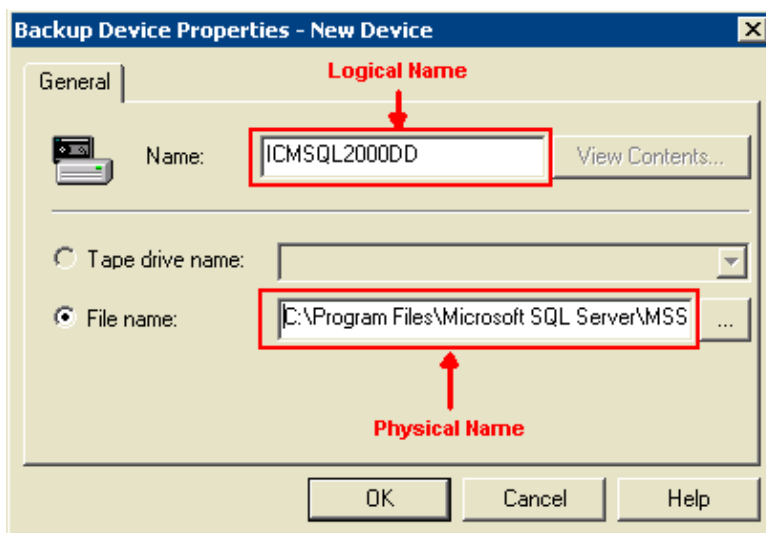 Backup Device Properties - New Device
General
Logical Name
Name:
ICMSQL2000DD
View Contents...
Tape drive name:
File name:
C:\Program Files\Microsoft SQL Server\MSS
...
Physical Name
OK
Cancel
Help